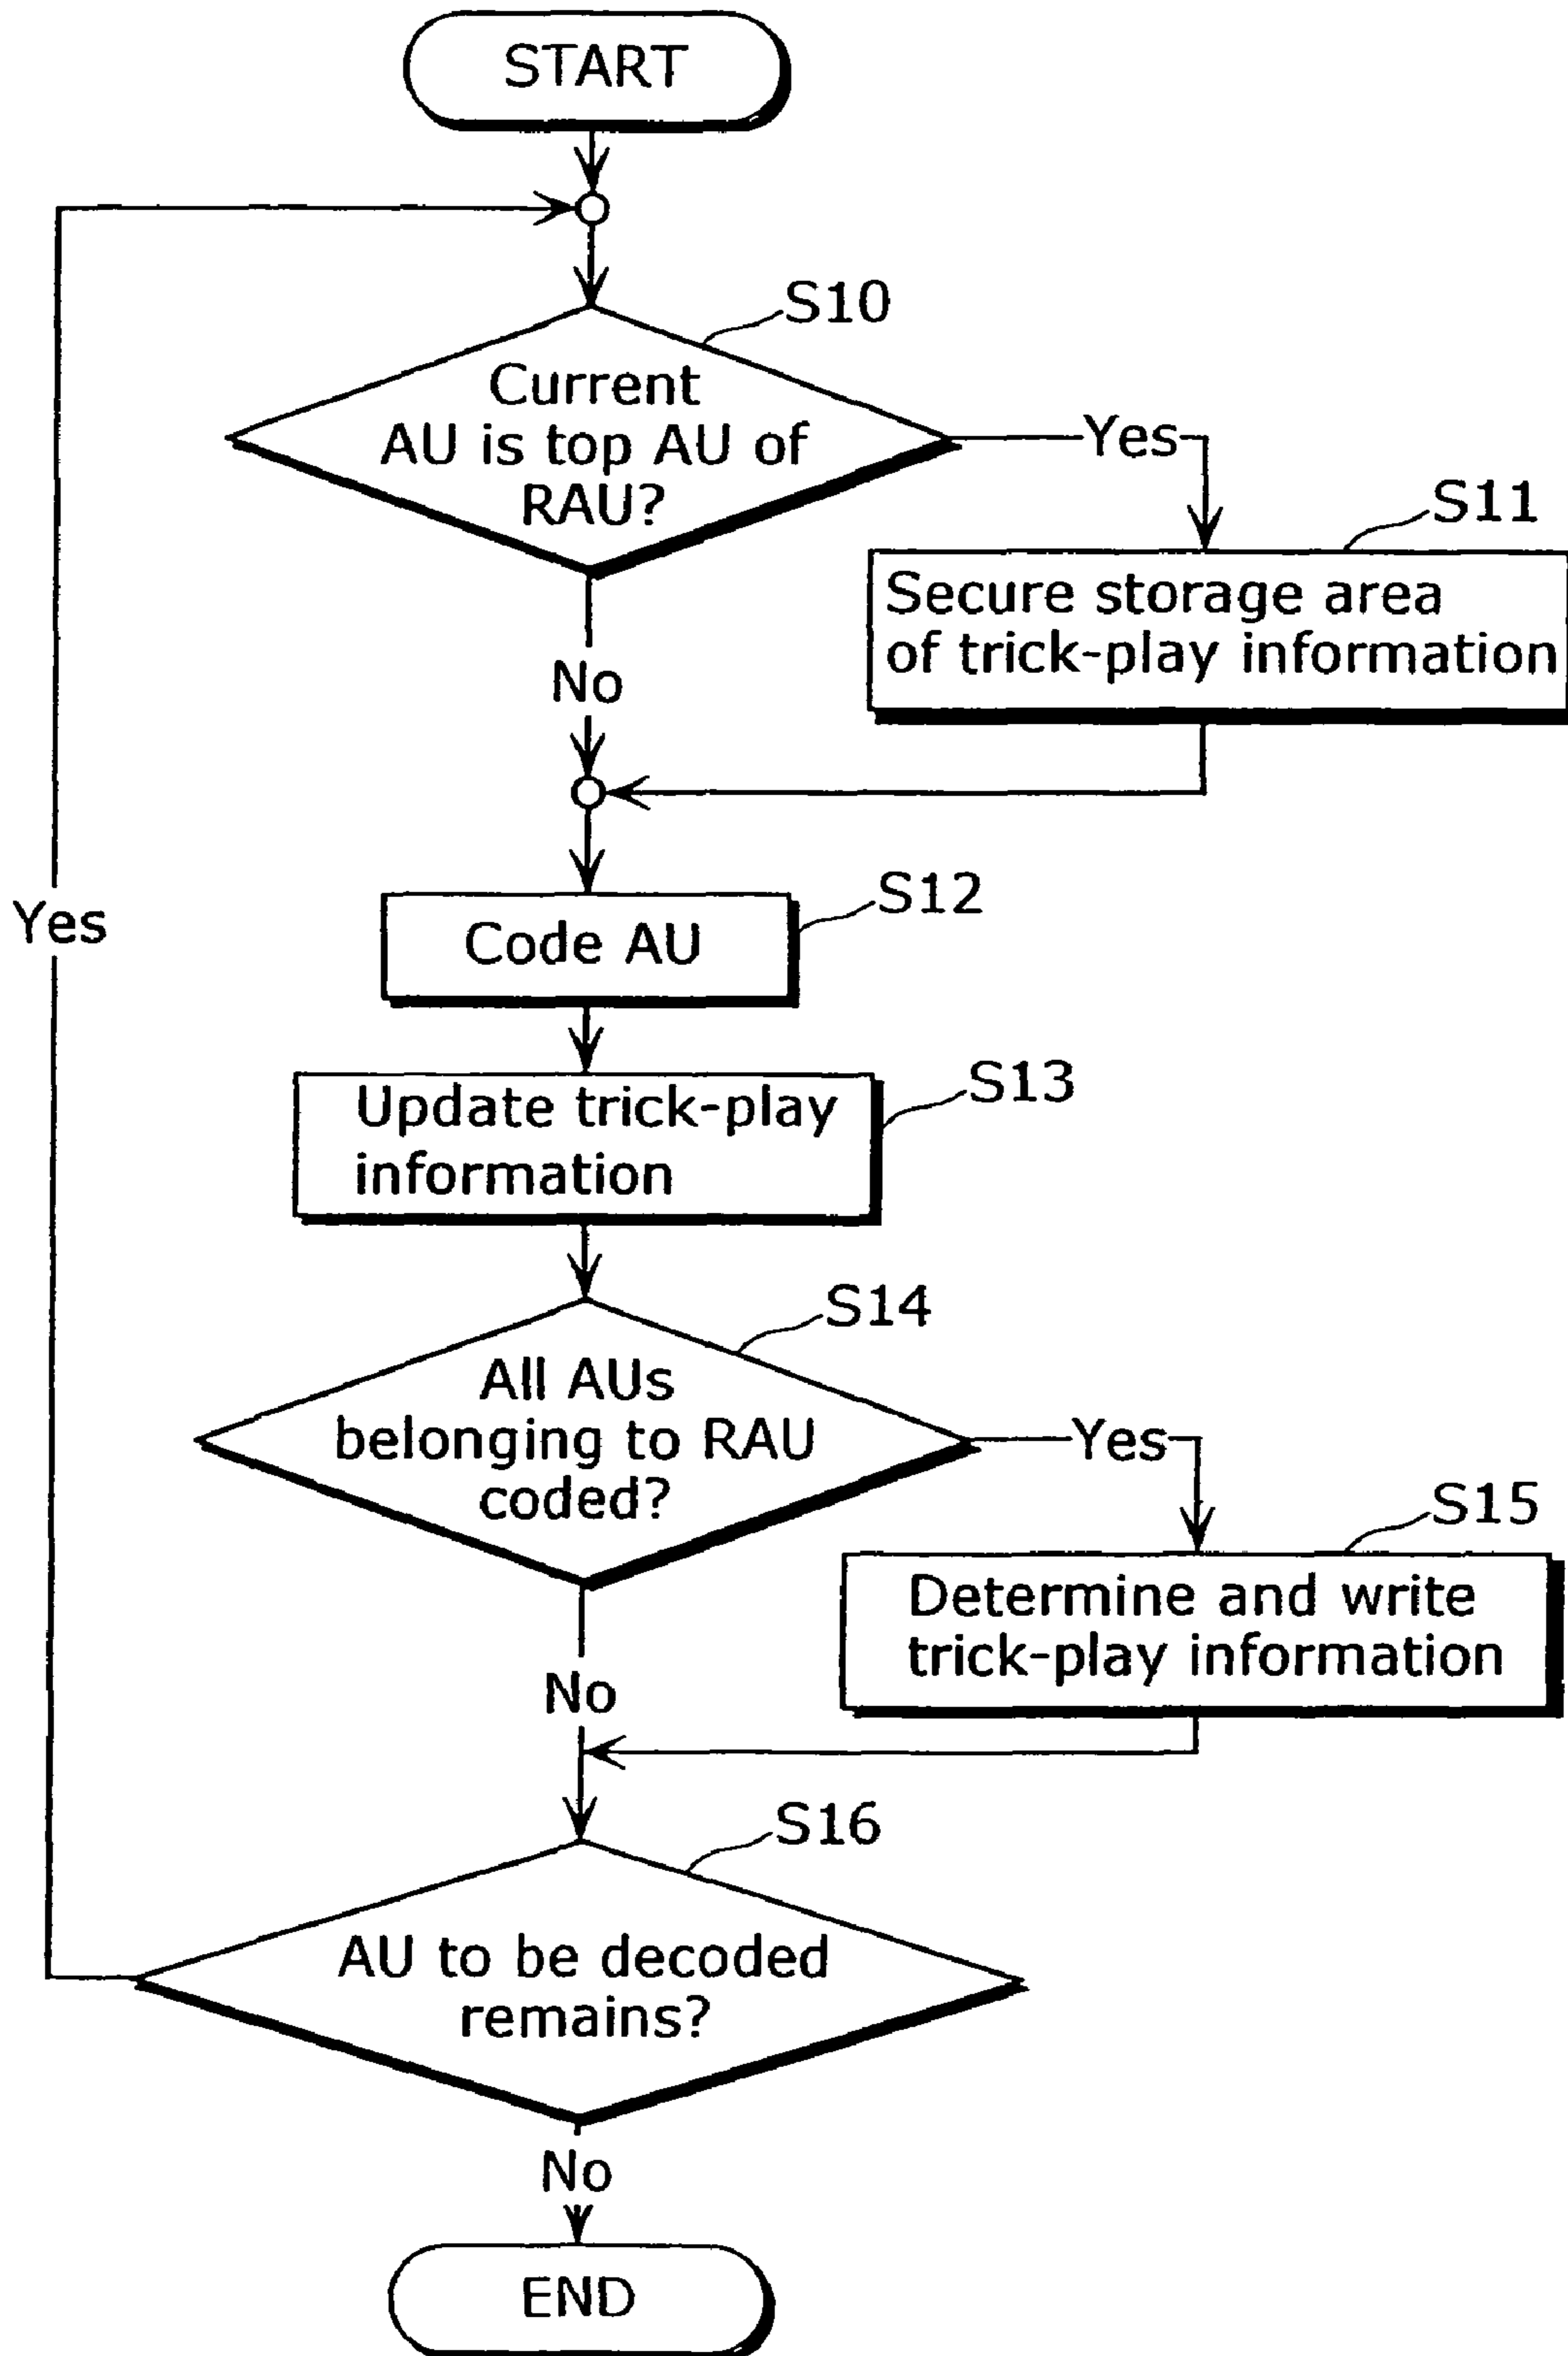 START
S10
Current
AU is top AU of
RAU?
Yes
S11
Secure storage area
of trick-play information
No
Yes
S12
Code AU
S13
Update trick-play
information
S14
All AUs
belonging to RAU
coded?
Yes
S15
Determine and write
trick-play information
No
S16
AU to be decoded
remains?
No
END